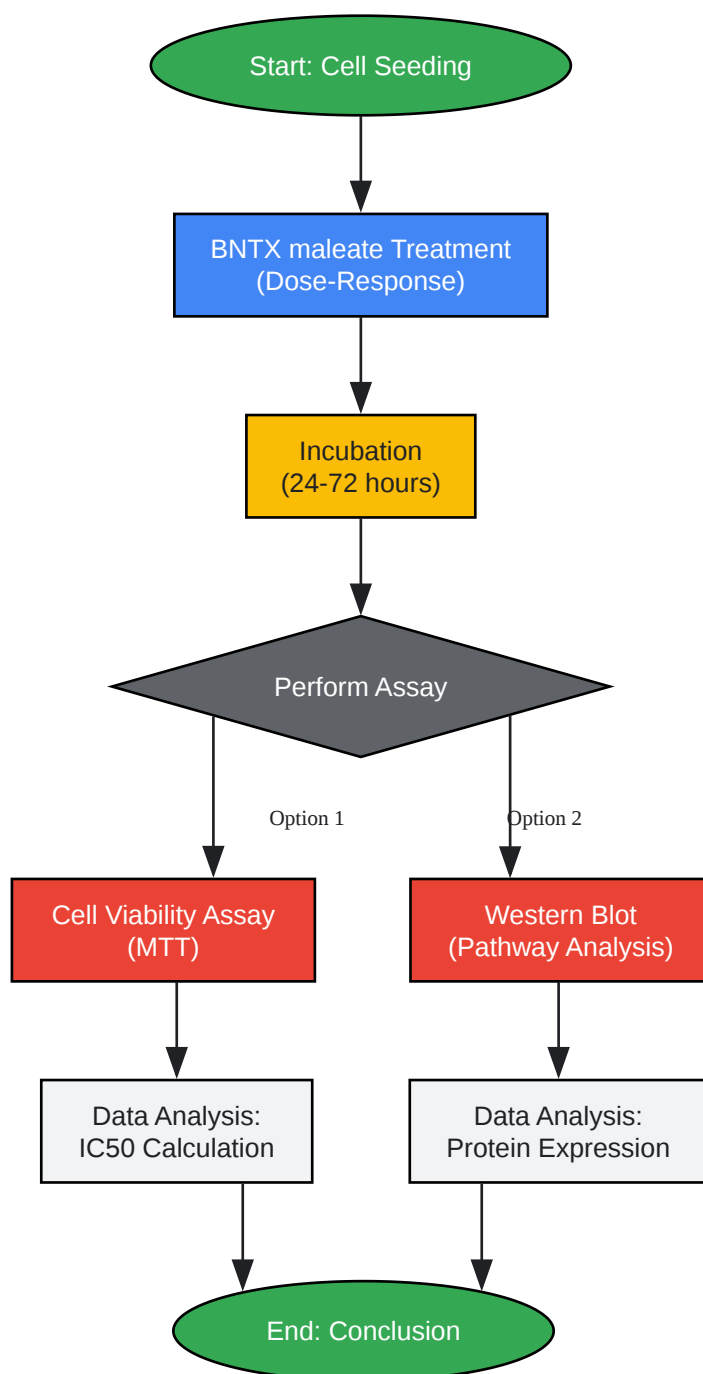 Start: Cell Seeding
BNTX maleate Treatment
(Dose-Response)
Incubation
(24-72 hours)
Perform Assay
Option 1
Option 2
Cell Viability Assay
(MTT)
Western Blot
(Pathway Analysis)
Data Analysis:
IC50 Calculation
Data Analysis:
Protein Expression
End: Conclusion